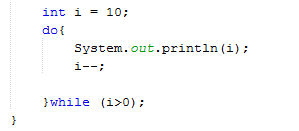 int i = 10;
do{
System.out.println(i);
i--;
}while (i>0);
}